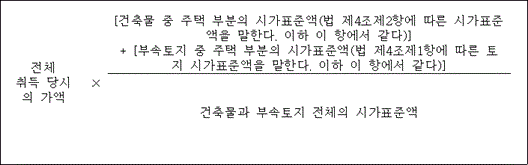 [건축물 중 주택 부분의 시가표준액(법 제4조제2항에 따른 시가표준
액을 말한다. 이하 이 항에서 같다)]
+ [부속토지 중 주택 부분의 시가표준액(법 제4조제1항에 따른 토
지 시가표준액을 말한다. 이하 이 항에서 같다)]
전체
취득 당시
의 가액
×
건축물과 부속토지 전체의 시가표준액